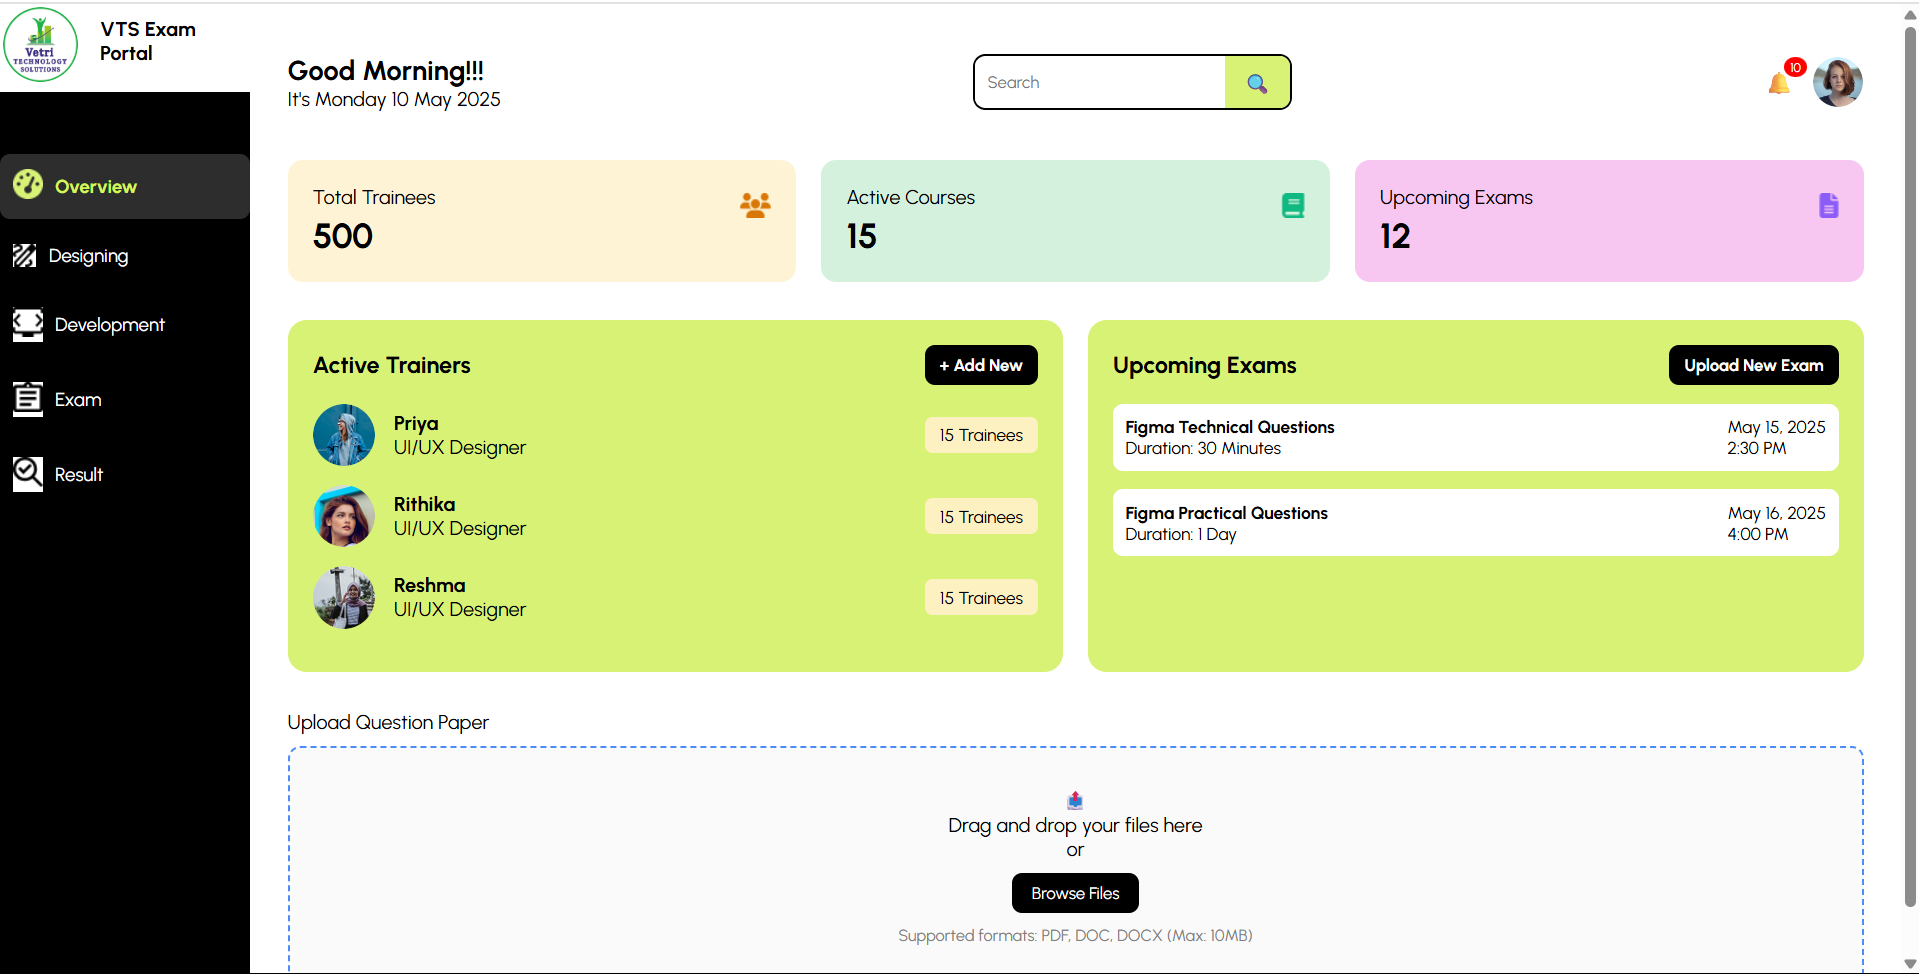 Vetri
TECHNOLOGY
SOLUTIONS
VTS Exam
Portal
Overview
Designing
Development
Exam
Result
Good Morning!!!
It's Monday 10 May 2025
Search
10
Total Trainees
500
Active Courses
15
Upcoming Exams
12
Active Trainers
+ Add New
Priya
UI/UX Designer
15 Trainees
Rithika
UI/UX Designer
15 Trainees
Reshma
UI/UX Designer
15 Trainees
Upcoming Exams
Upload New Exam
Figma Technical Questions
Duration: 30 Minutes
May 15, 2025
2:30 PM
Figma Practical Questions
Duration: 1 Day
May 16, 2025
4:00 PM
Upload Question Paper
Drag and drop your files here
or
Browse Files
Supported formats: PDF, DOC, DOCX (Max: 10MB)